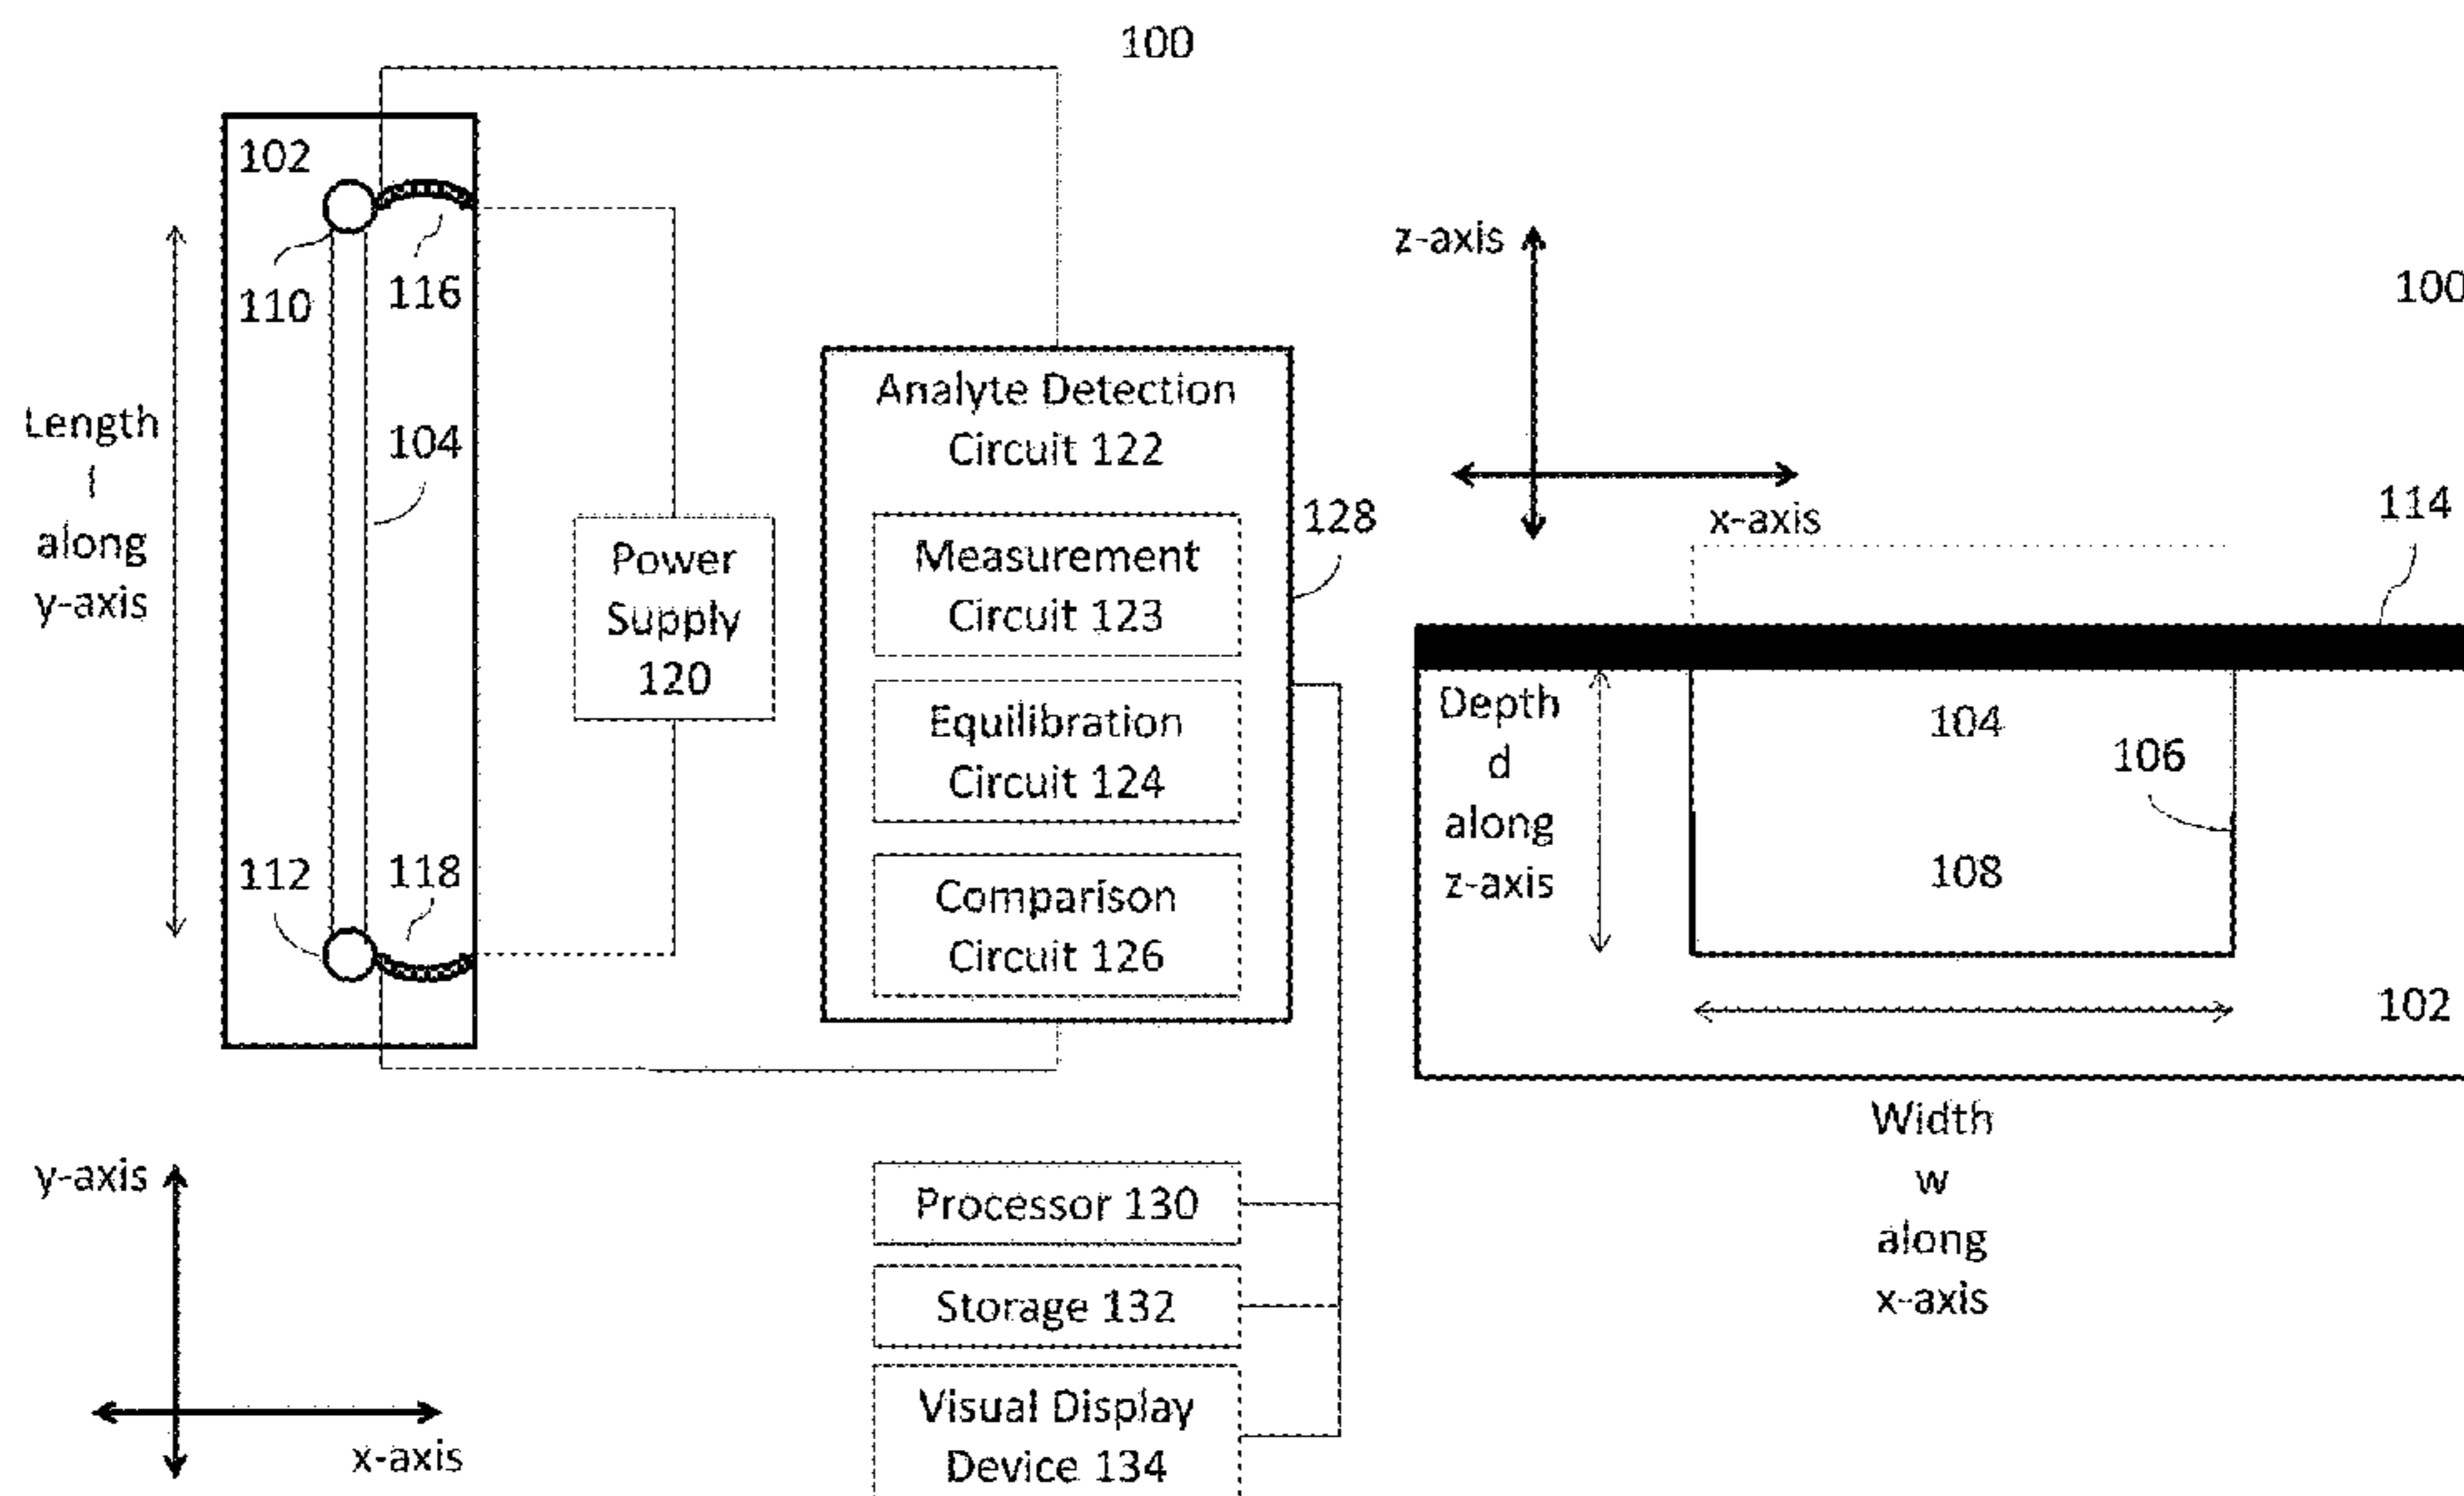 100
102
110
116
Length
l
along
y-axis
104
112
118
Power
Supply
120
Analyte Detection
Circuit 122
Measurement
Circuit 123
Equilibration
Circuit 124
Comparison
Circuit 126
128
Processor 130
Storage 132
Visual Display
Device 134
y-axis
x-axis
z-axis
x-axis
100
114
Depth
d
along
z-axis
104
106
108
102
Width
w
along
x-axis